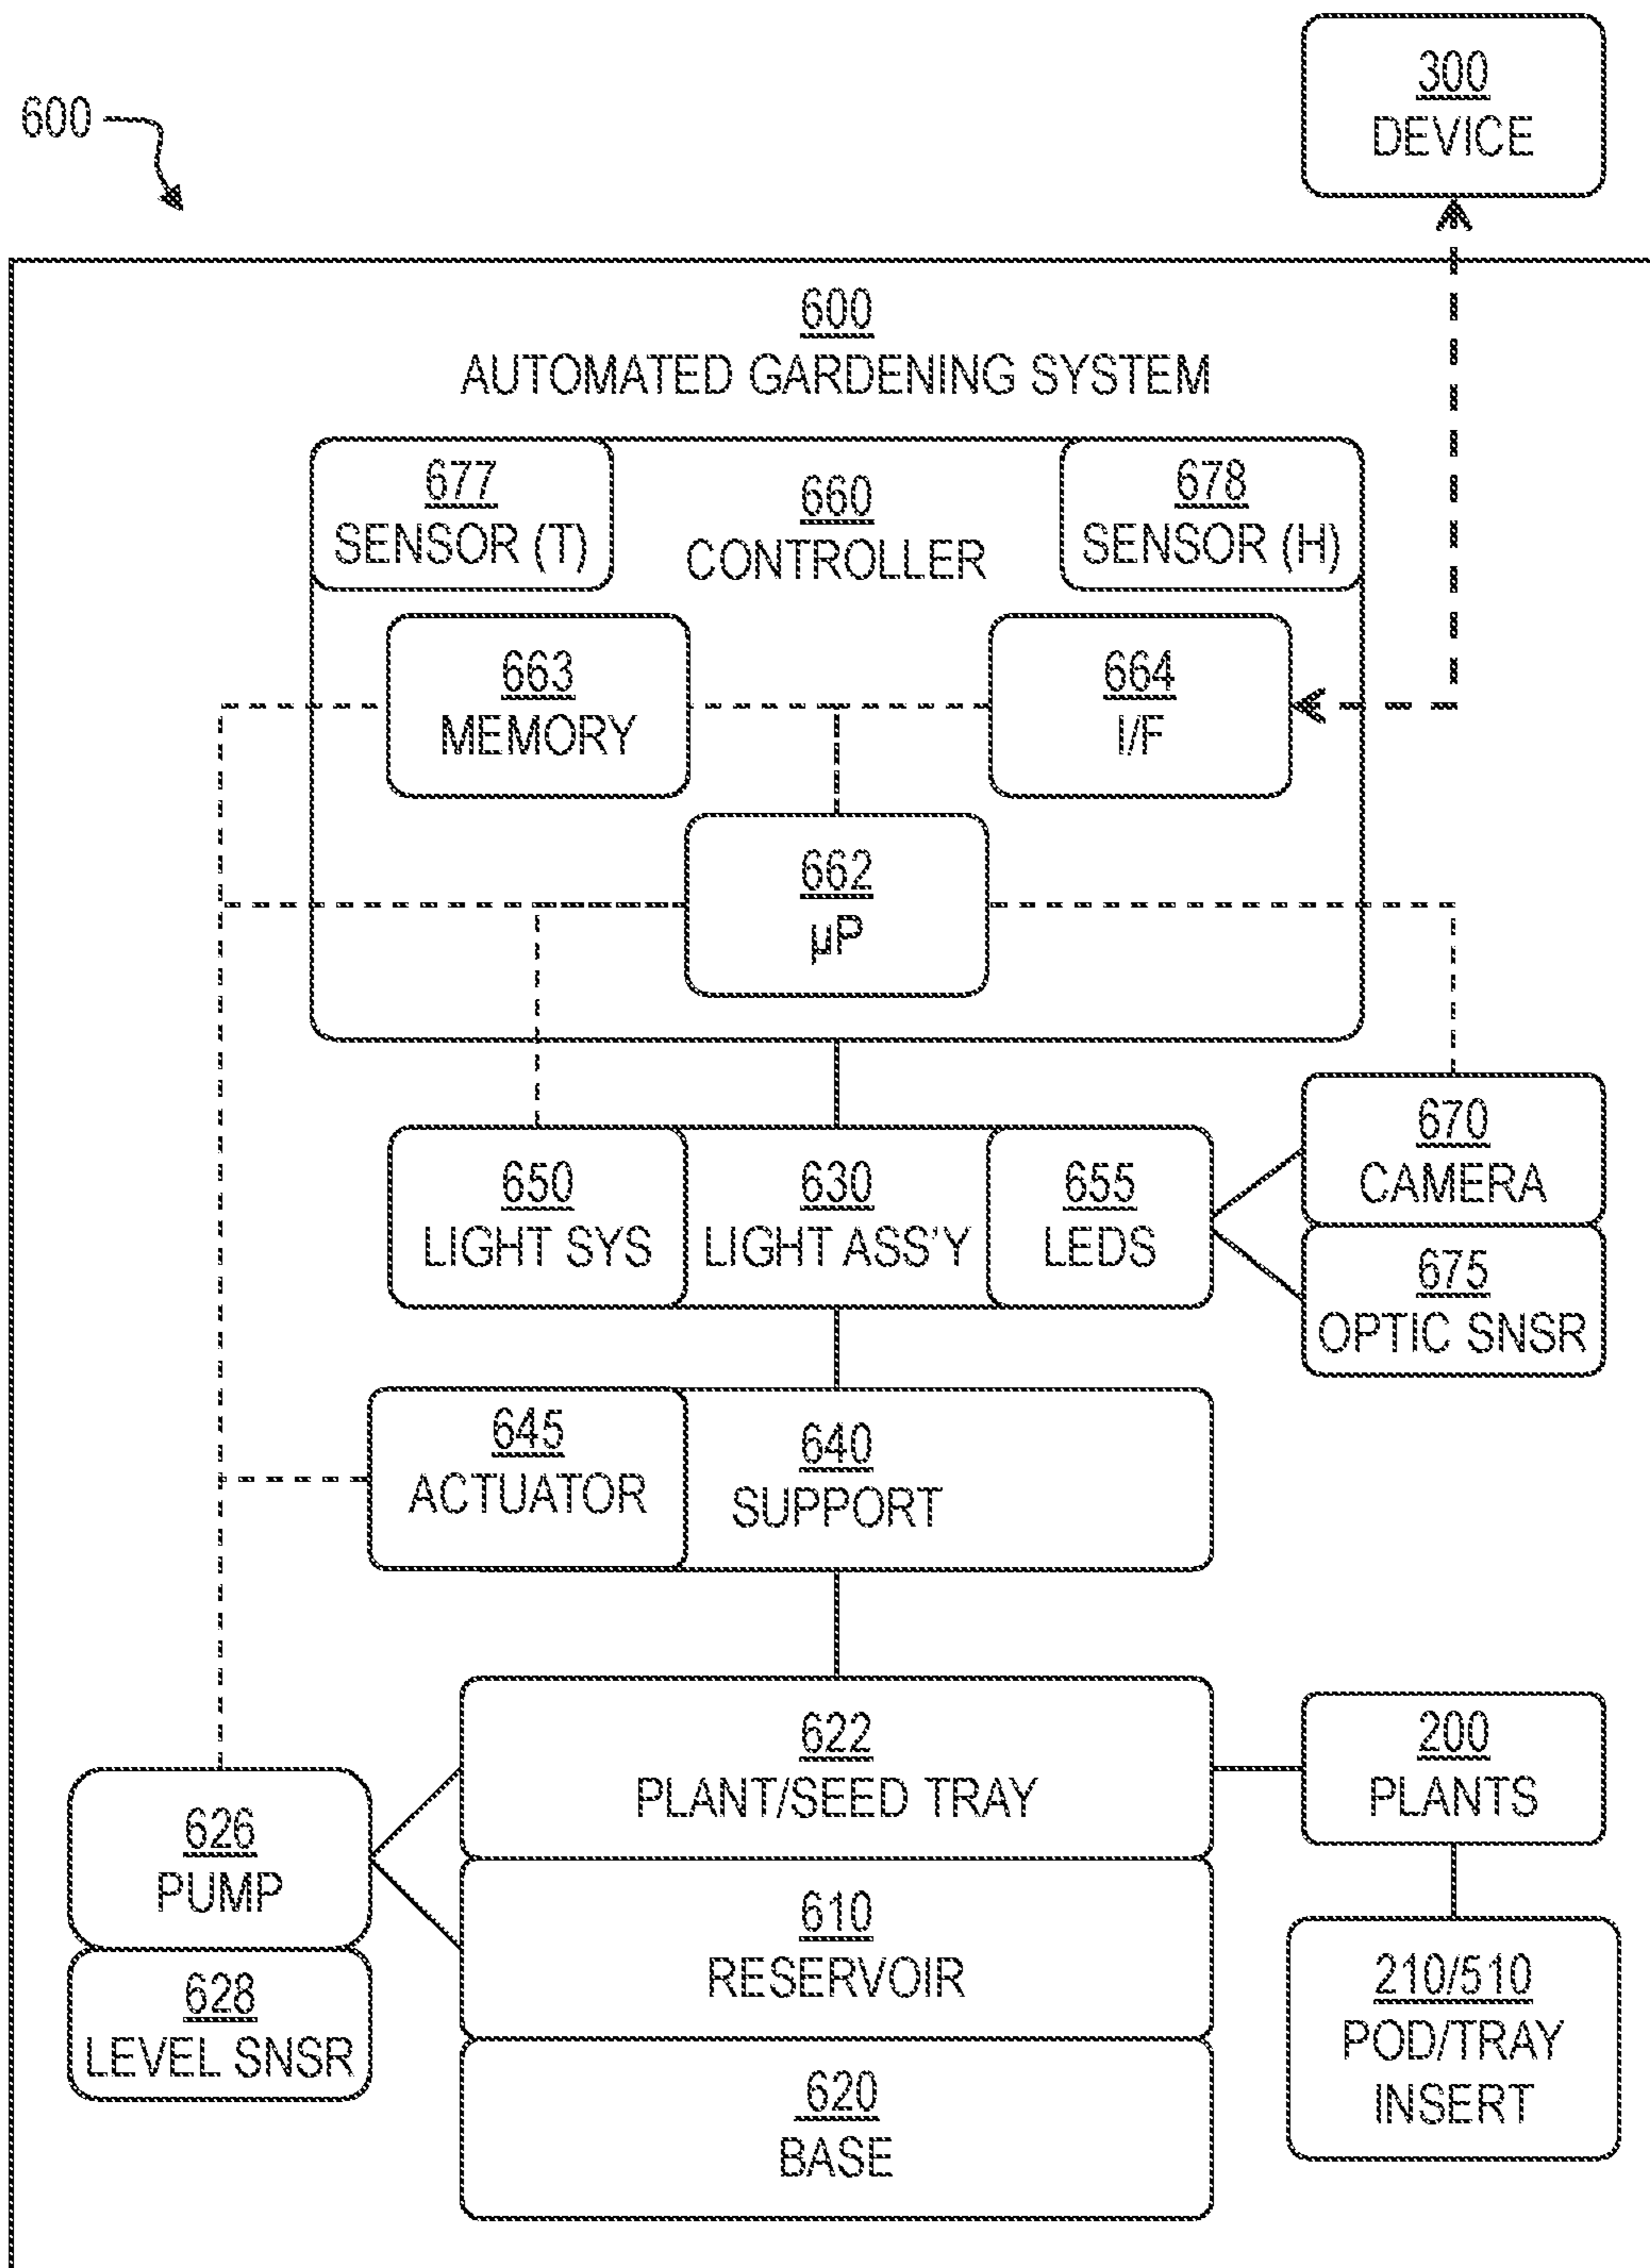 300
DEVICE
600
600
AUTOMATED GARDENING SYSTEM
677
SENSOR (T)
660
CONTROLLER
678
SENSOR (H)
663
MEMORY
664
I/F
662
µP
650
LIGHT SYS
630
LIGHT ASS'Y
655
LEDS
670
CAMERA
675
OPTIC SNSR
645
ACTUATOR
640
SUPPORT
622
PLANT/SEED TRAY
200
PLANTS
626
PUMP
610
RESERVOIR
210/510
POD/TRAY
INSERT
628
LEVEL SNSR
620
BASE